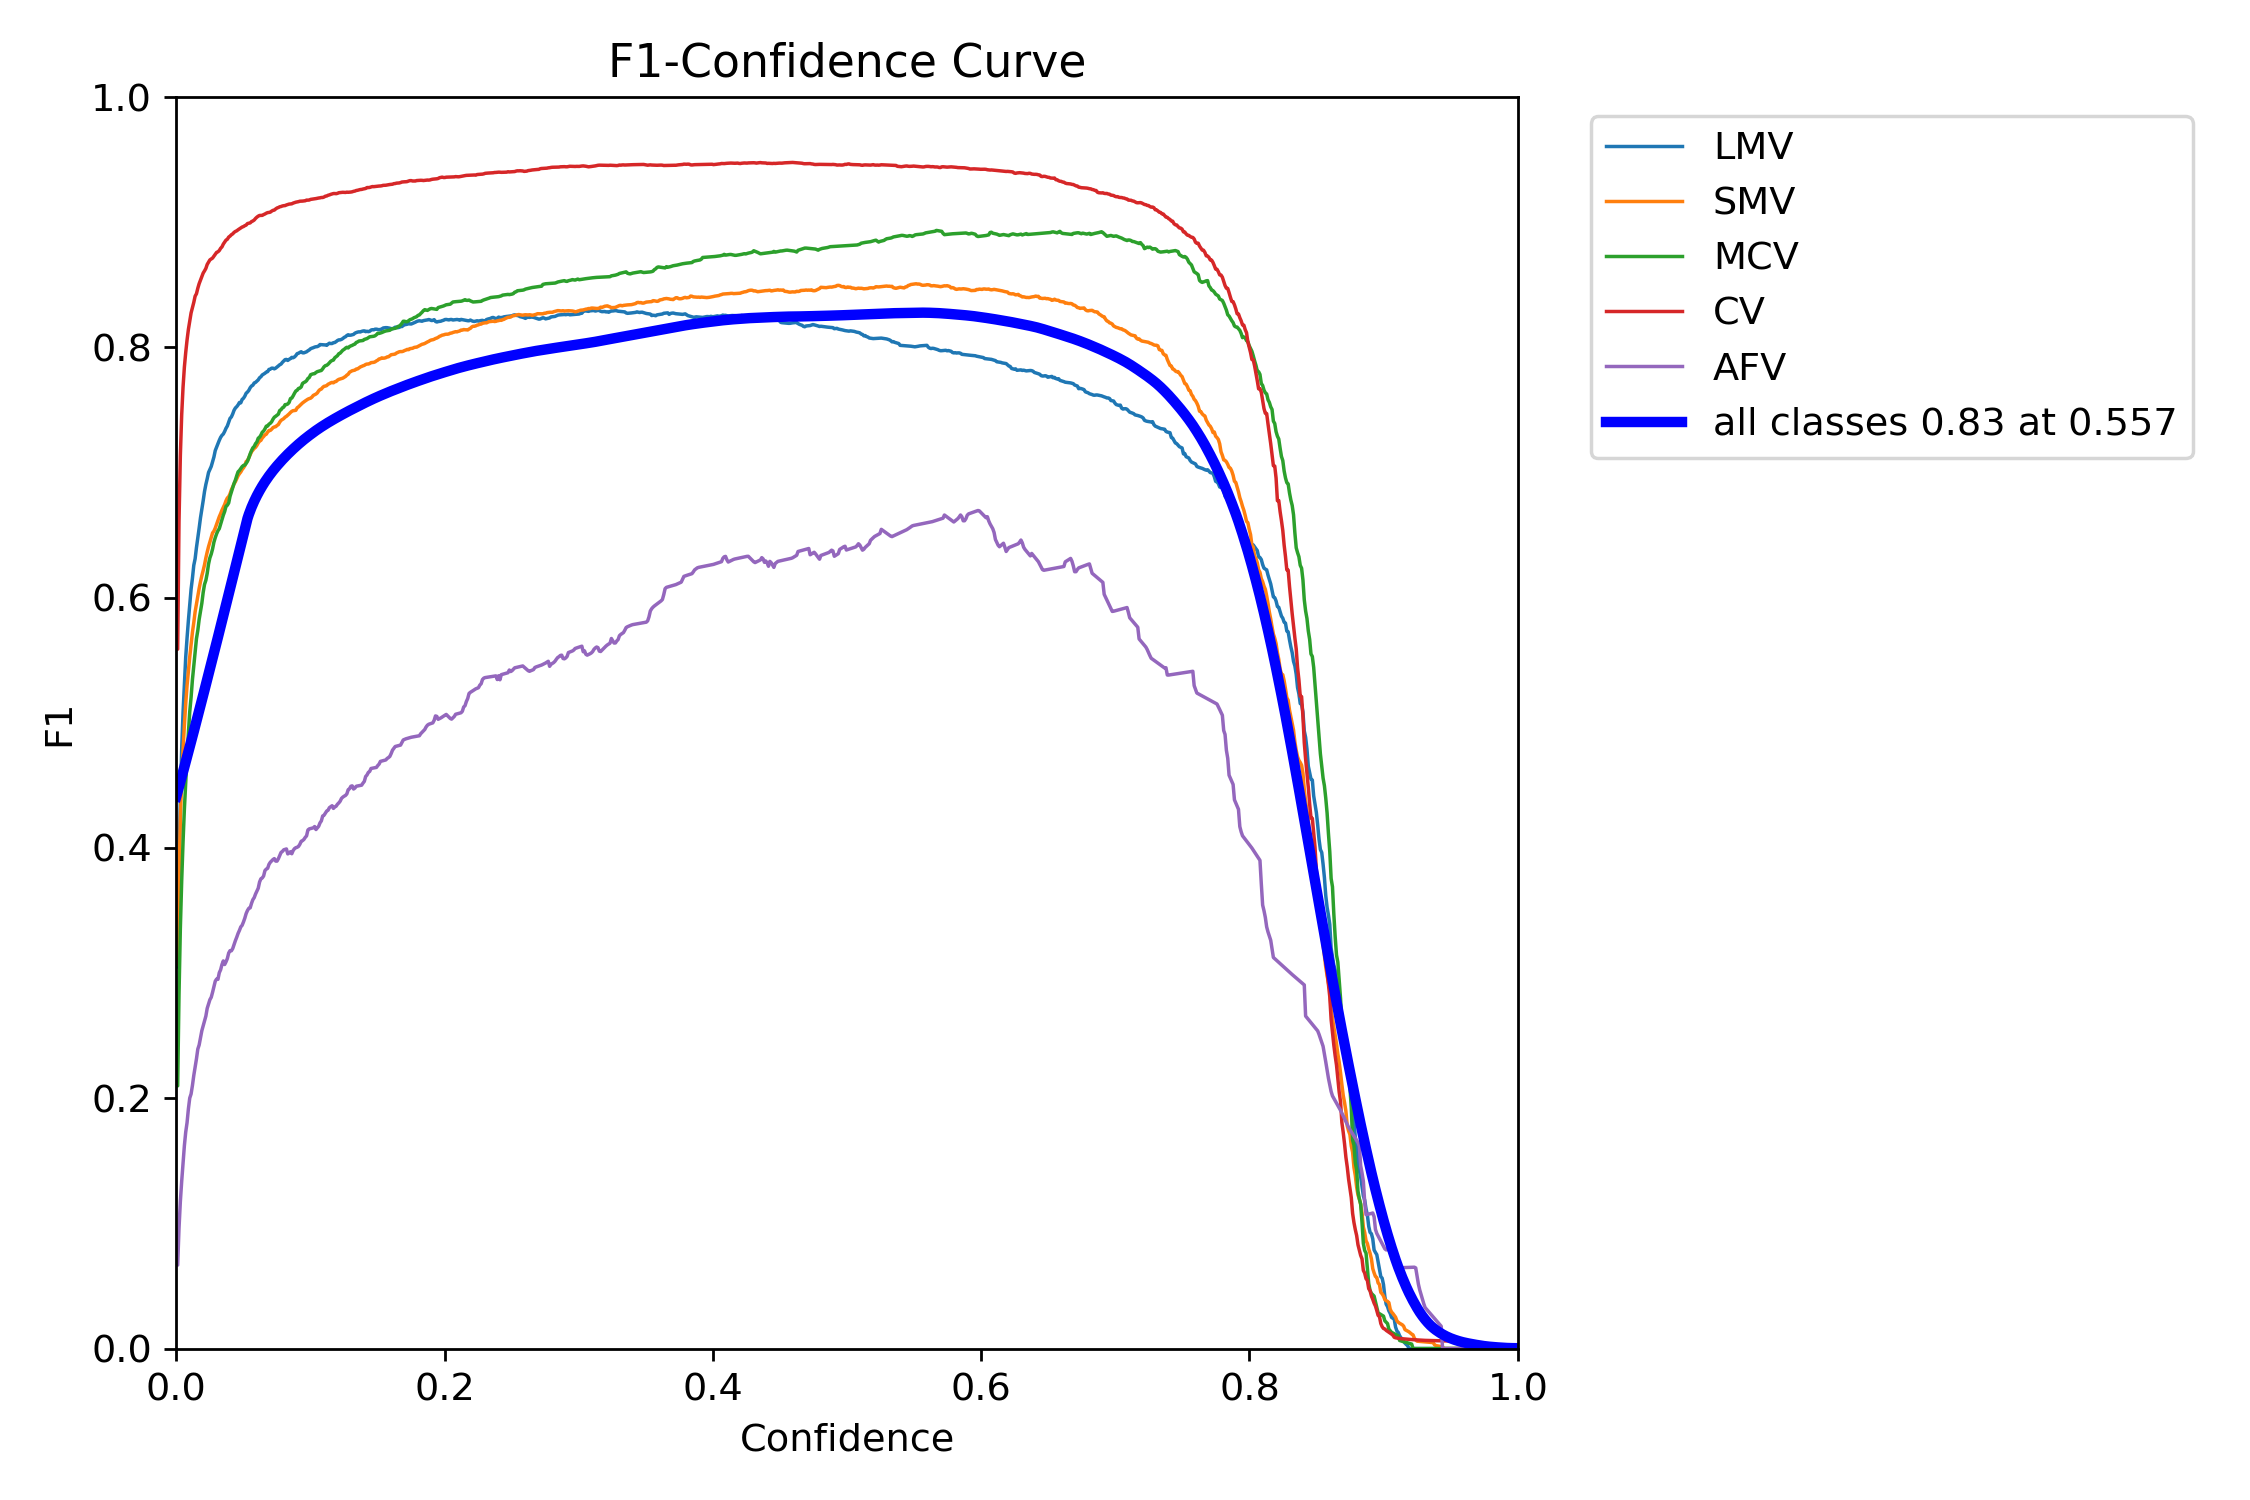 F1-Confidence Curve
1.0
0.8
0.6
0.4
0.2
0.0
F1
0.0 0.2 0.4 0.6 0.8 1.0
Confidence
LMV
SMV
MCV
CV
AFV
all classes 0.83 at 0.557